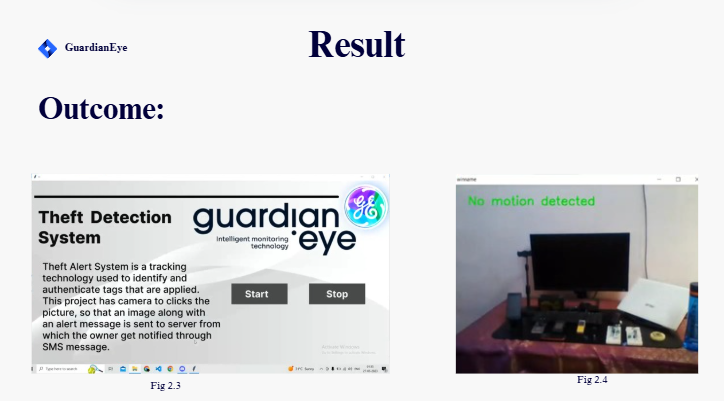 GuardianEye
Result
Outcome:
Theft Detection
System
guardian
eye
Intelligent monitoring
technology
GE
Theft Alert System is a tracking
technology used to identify and
authenticate tags that are applied.
This project has camera to clicks the
picture, so that an image along with
an alert message is sent to server from
which the owner get notified through
SMS message.
Start
Stop
Activate Windows
Type here to search
Fig 2.3
No motion detected
Fig 2.4